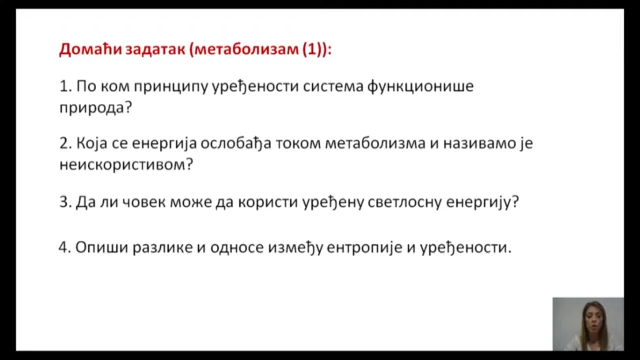 Домаћи задатак (метаболизам (1)):
1. По ком принципу уређености система функционише
природа?
2. Која се енергија ослобађа током метаболизма и називамо је
неискористивом?
3. Да ли човек може да користи уређену светлосну енергију?
4. Опиши разлике и односе између ентропије и уређености.